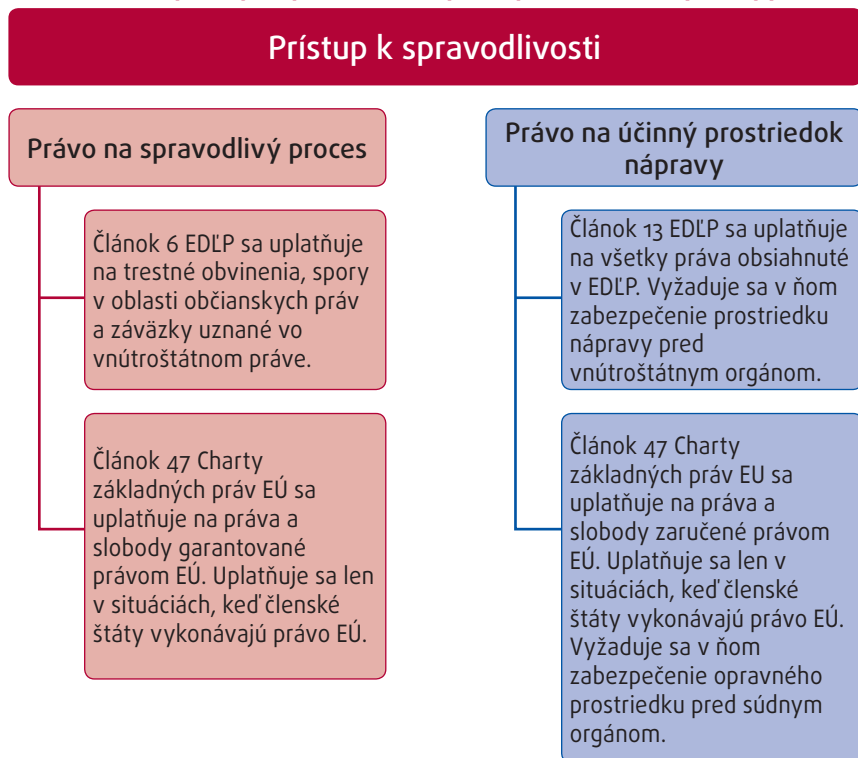 Prístup k spravodlivosti
Právo na spravodlivý proces
Článok 6 EDĽP sa uplatňuje
na trestné obvinenia, spory
v oblasti občianskych práv
a záväzky uznané vo
vnútroštátnom práve.
Článok 47 Charty
základných práv EÚ sa
uplatňuje na práva a
slobody garantované
právom EÚ. Uplatňuje sa len
v situáciách, keď členské
štáty vykonávajú právo EÚ.
Právo na účinný prostriedok
nápravy
Článok 13 EDĽP sa uplatňuje
na všetky práva obsiahnuté
v EDĽP. Vyžaduje sa v ňom
zabezpečenie prostriedku
nápravy pred
vnútroštátnym orgánom.
Článok 47 Charty
základných práv EU sa
uplatňuje na práva a
slobody zaručené právom
EÚ. Uplatňuje sa len v
situáciách, keď členské
štáty vykonávajú právo EÚ.
Vyžaduje sa v ňom
zabezpečenie opravného
prostriedku pred súdnym
orgánom.